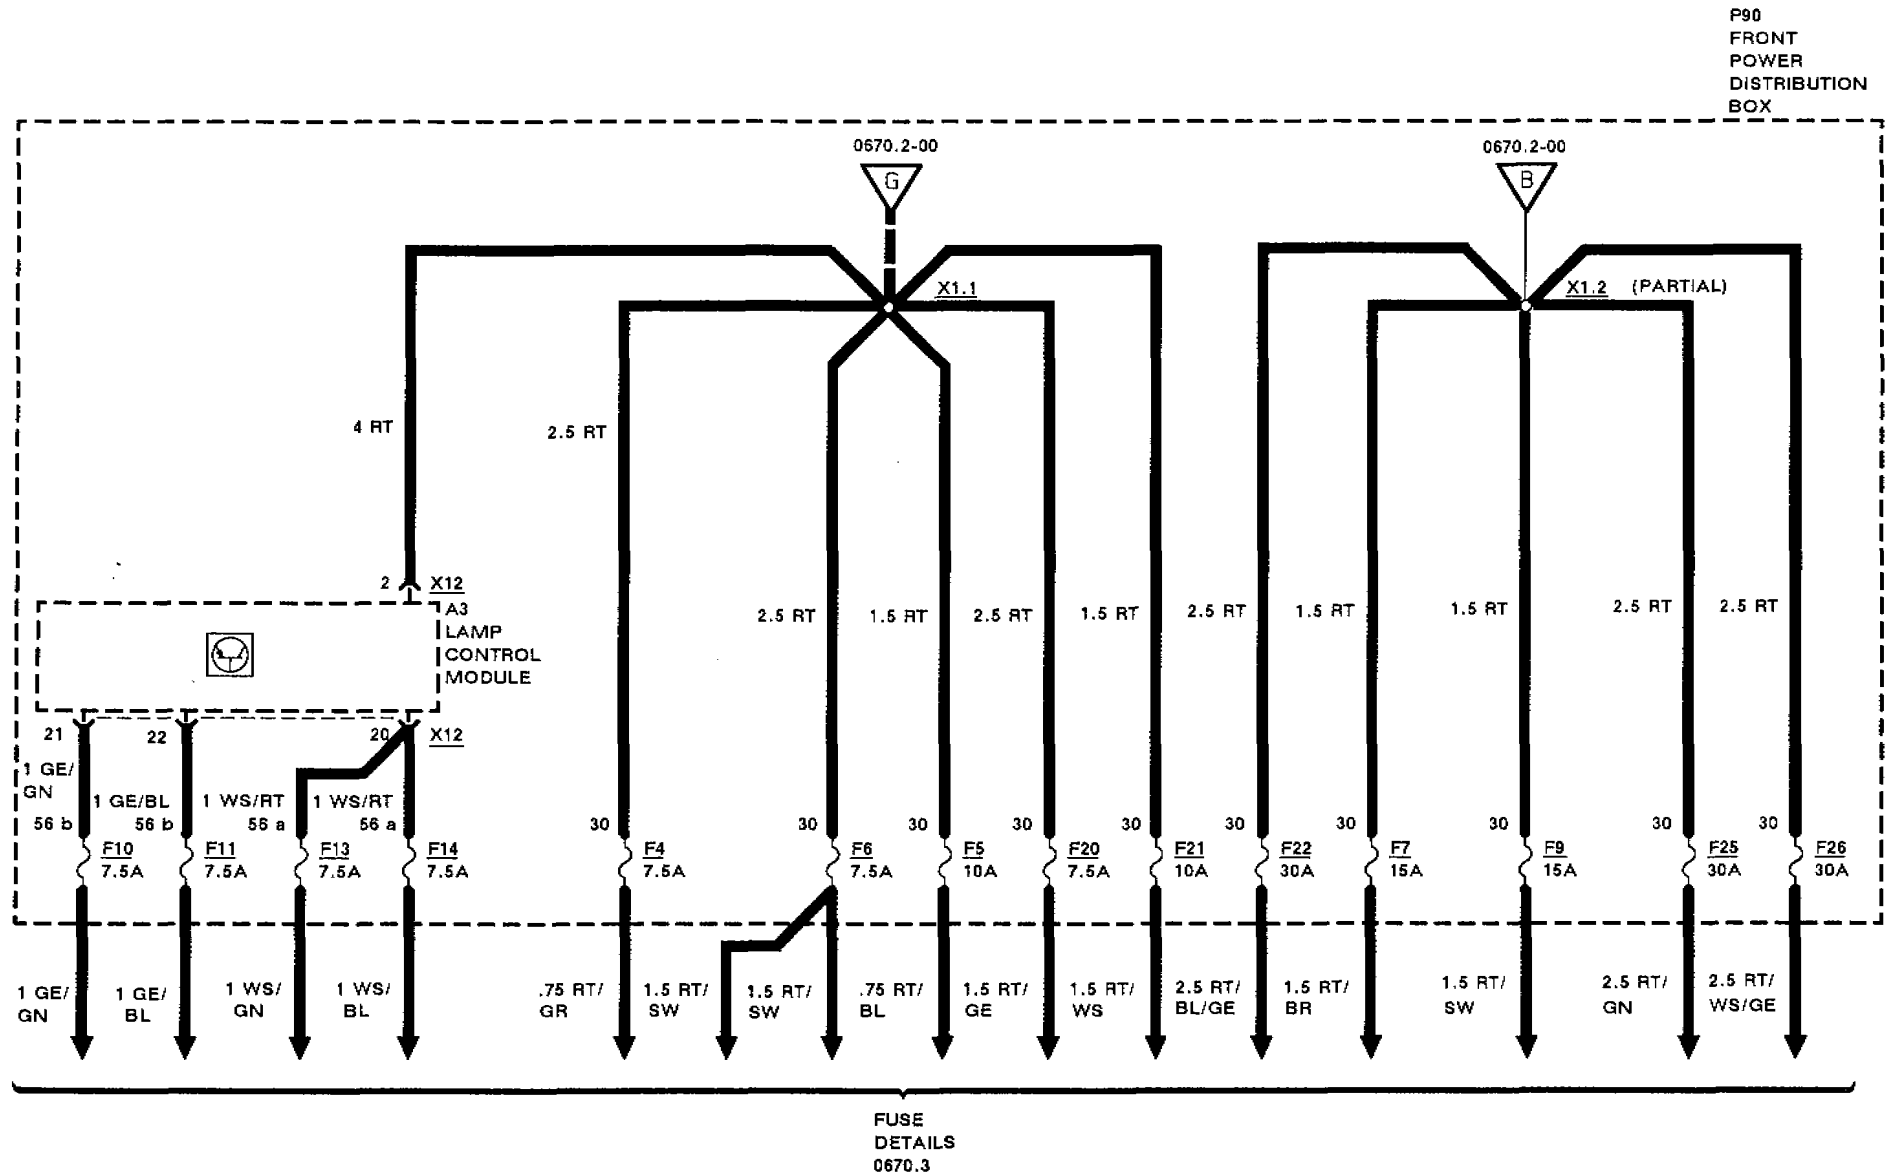 P90
FRONT
POWER
DISTRIBUTION
BOX
0670.2-00
0670.2-00
G
B
X1.1
X1.2 (PARTIAL)
4 RT
2.5 RT
2 X12
A3
LAMP
CONTROL
MODULE
2.5 RT
1.5 RT
2.5 RT
1.5 RT
2.5 RT
1.5 RT
1.5 RT
2.5 RT
2.5 RT
21
22
20
X12
1 GE/
GN
56 b
1 GE/BL
56 b
1 WS/RT
56 a
1 WS/RT
56 a
30
30
30
30
30
30
30
30
30
30
F10
7.5A
F11
7.5A
F13
7.5A
F14
7.5A
F4
7.5A
F6
7.5A
F5
10A
F20
7.5A
F21
10A
F22
30A
F7
15A
F9
15A
F25
30A
F26
30A
1 GE/
GN
1 GE/
BL
1 WS/
GN
1 WS/
BL
.75 RT/
GR
1.5 RT/
SW
1.5 RT/
SW
.75 RT/
BL
1.5 RT/
GE
1.5 RT/
WS
2.5 RT/
BL/GE
1.5 RT/
BR
1.5 RT/
SW
2.5 RT/
GN
2.5 RT/
WS/GE
FUSE
DETAILS
0670.3